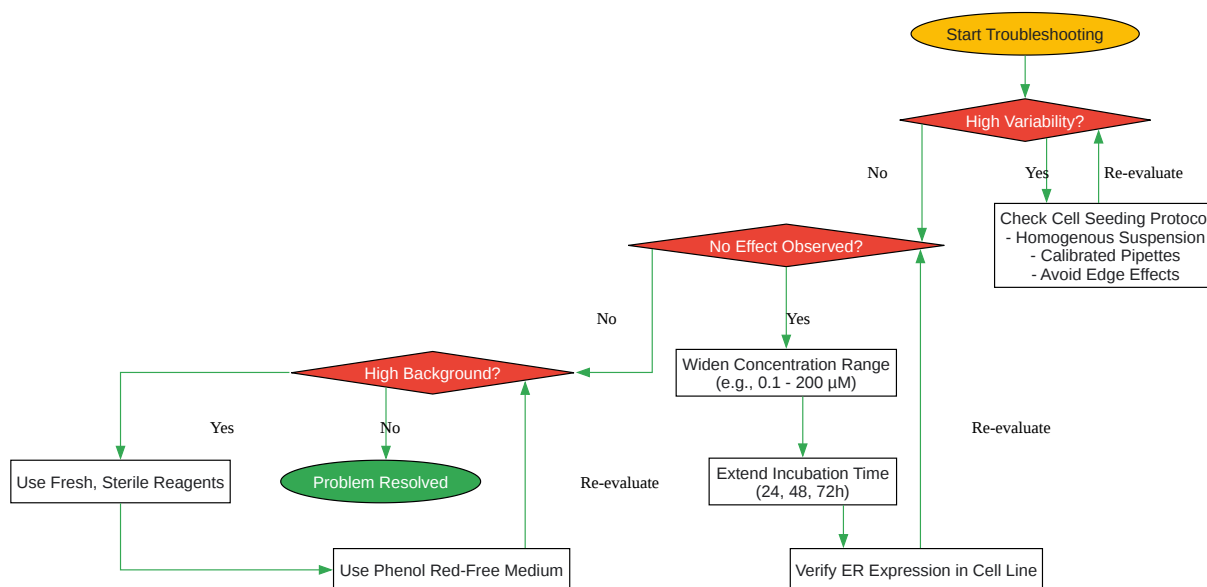 Start Troubleshooting
High Variability?
No
Yes
Re-evaluate
Check Cell Seeding Protoco
- Homogenous Suspension
- Calibrated Pipettes
- Avoid Edge Effects
No Effect Observed?
No
Yes
High Background?
Widen Concentration Range
(e.g., 0.1 - 200 µM)
Yes
No
Re-evaluate
Use Fresh, Sterile Reagents
Problem Resolved
Re-evaluate
Extend Incubation Time
(24, 48, 72h)
Use Phenol Red-Free Medium
Verify ER Expression in Cell Line